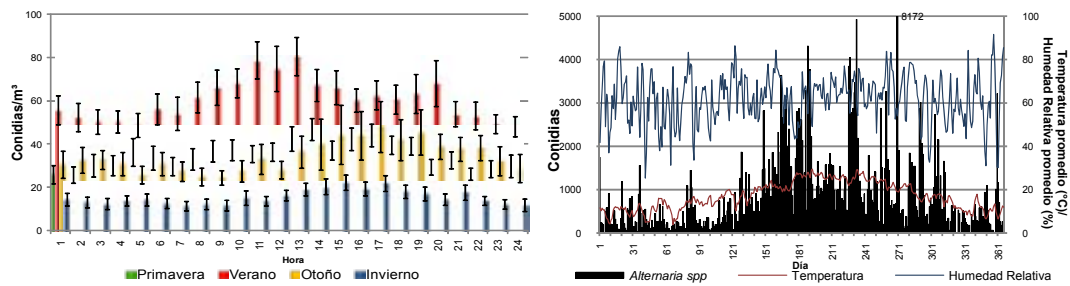 Conidias/m³
100
80
60
40
20
0
1 2 3 4 5 6 7 8 9 10 11 12 13 14 15 16 17 18 19 20 21 22 23 24
Hora
Primavera Verano Otoño Invierno
Conidias
5000
4000
3000
2000
1000
0
8172
100
80
60
40
20
0
Temperatura promedio (°C)/
Humedad Relativa promedio (%)
1 31 61 91 121 151 181 211 241 271 301 331 361
Día
Alternaria spp Temperatura Humedad Relativa